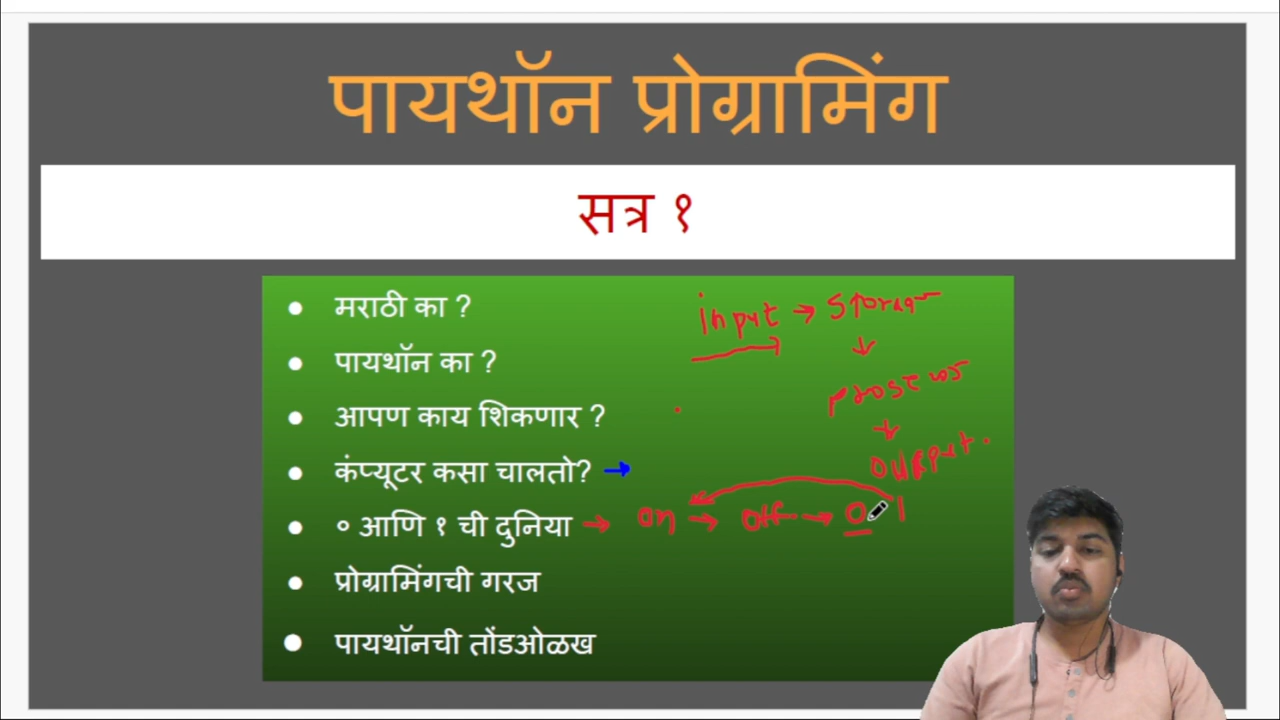 पायथॉन प्रोग्रामिंग
सत्र १
मराठी का ?
पायथॉन का ?
आपण काय शिकणार ?
कंप्यूटर कसा चालतो? →
० आणि १ ची दुनिया → on → off → 0 1
प्रोग्रामिंगची गरज
पायथॉनची तोंडओळख
input → storage
↓
↓
output.